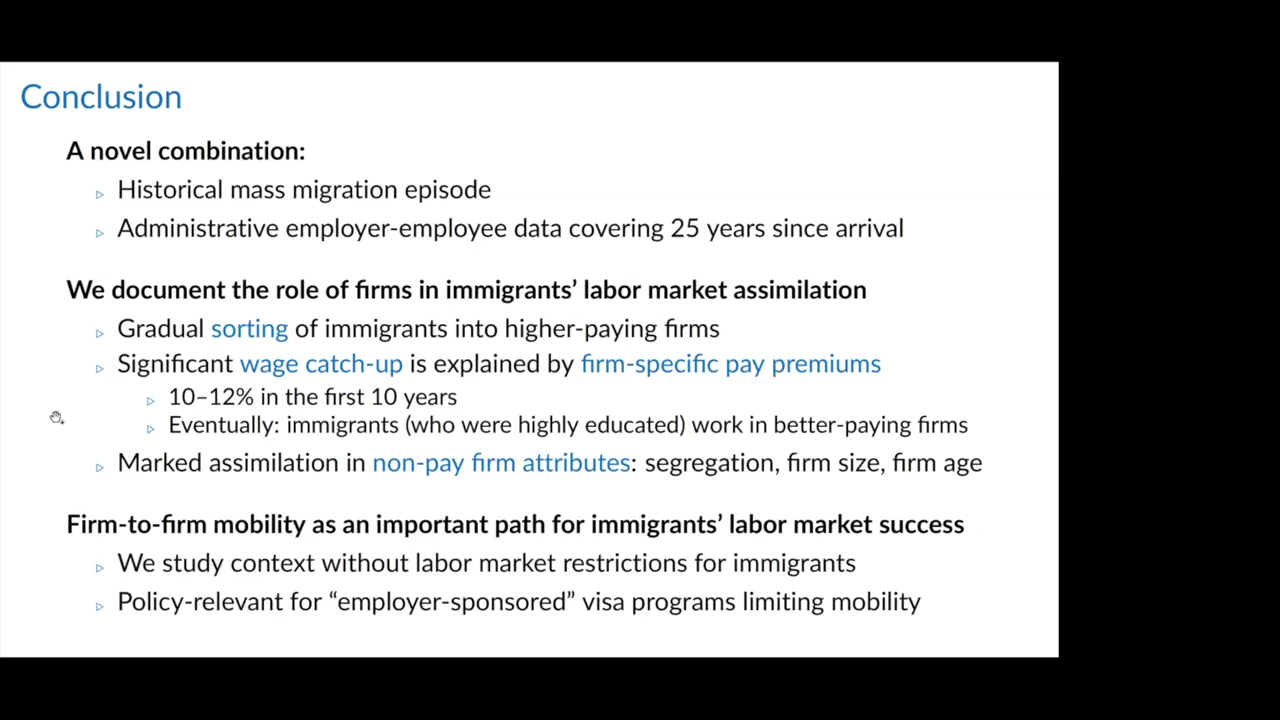 Conclusion
A novel combination:
▷ Historical mass migration episode
▷ Administrative employer-employee data covering 25 years since arrival
We document the role of firms in immigrants’ labor market assimilation
▷ Gradual sorting of immigrants into higher-paying firms
▷ Significant wage catch-up is explained by firm-specific pay premiums
▷ 10–12% in the first 10 years
▷ Eventually: immigrants (who were highly educated) work in better-paying firms
▷ Marked assimilation in non-pay firm attributes: segregation, firm size, firm age
Firm-to-firm mobility as an important path for immigrants’ labor market success
▷ We study context without labor market restrictions for immigrants
▷ Policy-relevant for “employer-sponsored” visa programs limiting mobility